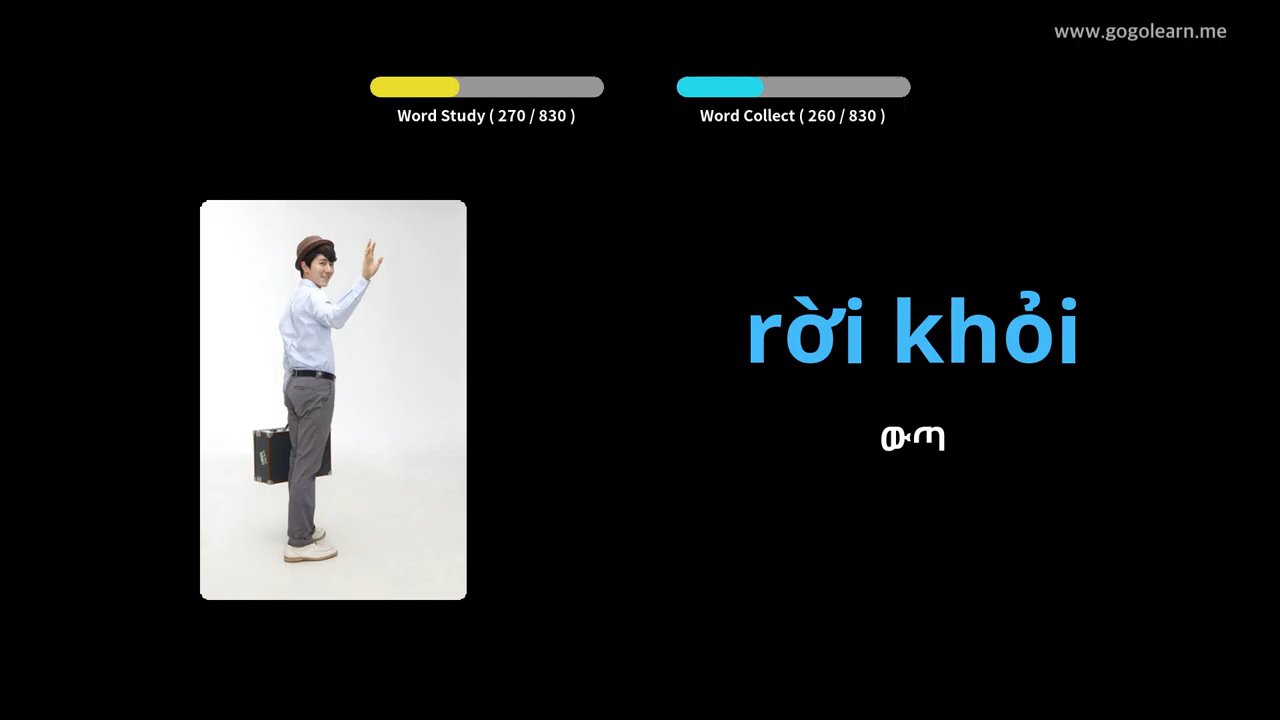 www.gogolearn.me
Word Study ( 270 / 830 )
Word Collect ( 260 / 830 )
rời khỏi
ውጣ